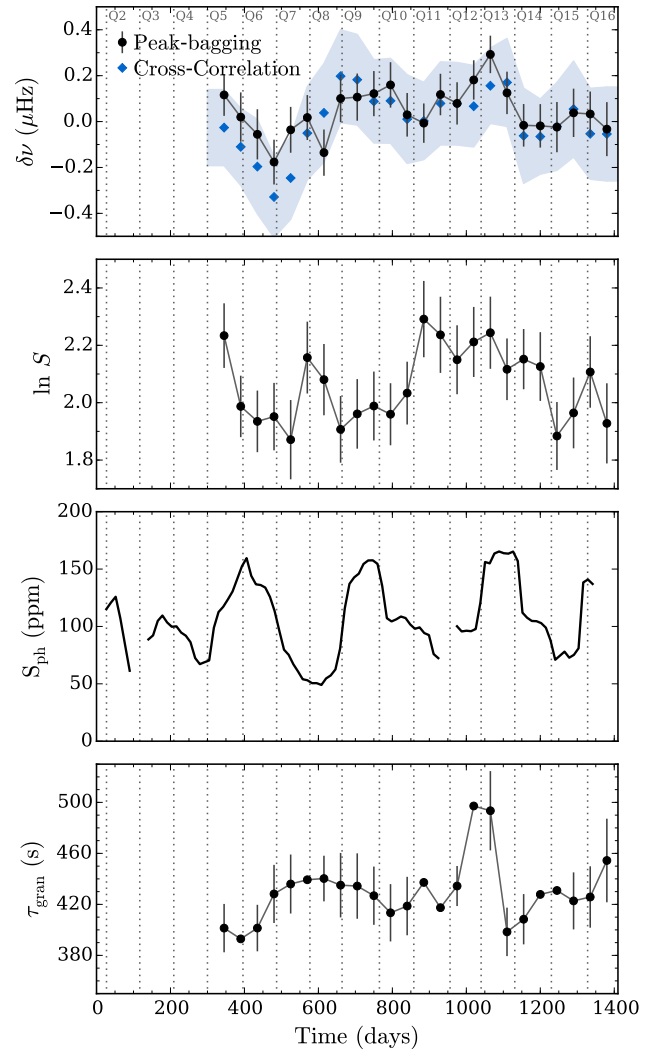 Q2 Q3 Q4 Q5 Q6 Q7 Q8 Q9 Q10 Q11 Q12 Q13 Q14 Q15 Q16
Peak-bagging
Cross-Correlation
0.4
0.2
0.0
−0.2
−0.4
δν (μHz)
2.4
2.2
2.0
1.8
ln S
200
150
100
50
0
S_ph (ppm)
500
460
420
380
τ_gran (s)
0 200 400 600 800 1000 1200 1400
Time (days)